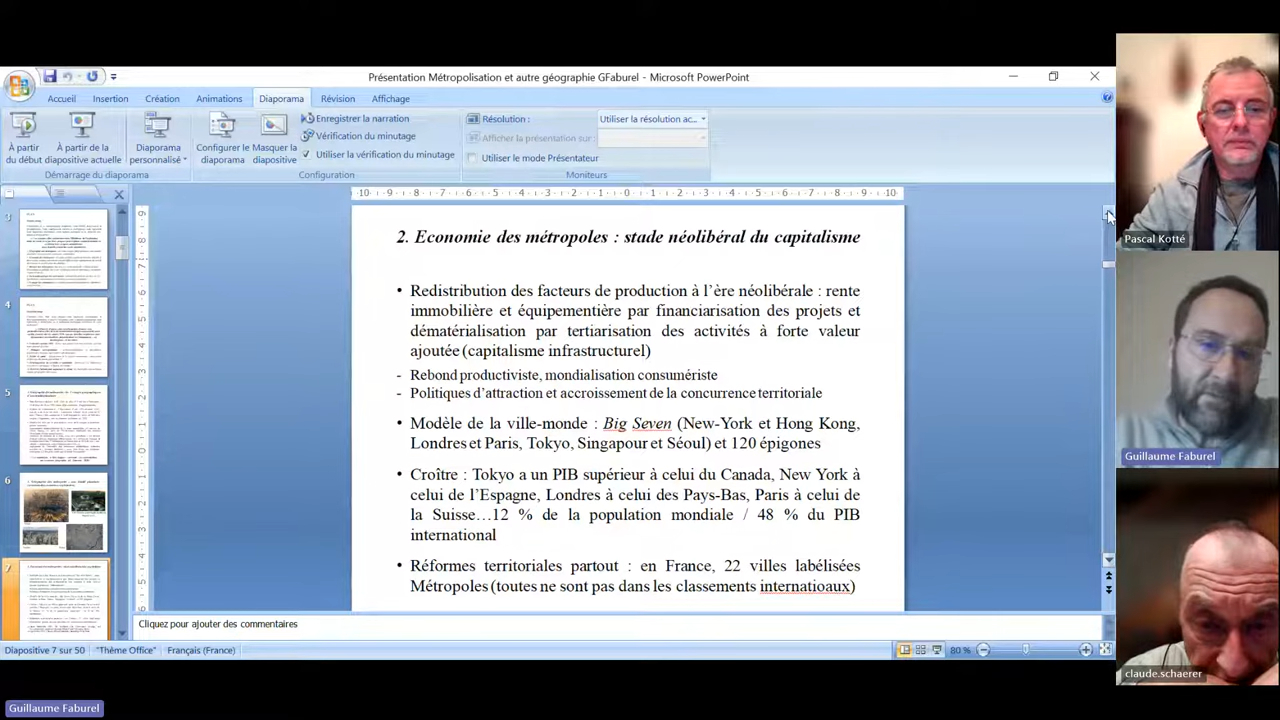 Présentation Métropolisation et autre géographie GFaburel - Microsoft PowerPoint
Accueil Insertion Création Animations Diaporama Révision Affichage
À partir du début
À partir de la diapositive actuelle
Diaporama personnalisé
Configurer le diaporama
Masquer la diapositive
Enregistrer la narration
Vérification du minutage
Utiliser la vérification du minutage
Résolution : Utiliser la résolution ac...
Afficher la présentation sur :
Utiliser le mode Présentateur
Démarrage du diaporama Configuration Moniteurs
3
4
5
6
7
2. Economie des métropoles : stade néolibéral du capitalisme
• Redistribution des facteurs de production à l’ère néolibérale : rente
immobilière et équipementière par financiarisation des projets et
dématérialisation par tertiarisation des activités à forte valeur
ajoutée (capitalisme infrastructurel)
- Rebond productiviste, mondialisation consumériste
- Politiques d’attraction et accroissement de la concurrence territoriale
• Modèle de la ville-monde : Big Seven (New-York et Hong Kong,
Londres et Paris, Tokyo, Singapour et Séoul) et 120 épigones
• Croître : Tokyo a un PIB supérieur à celui du Canada, New York à
celui de l’Espagne, Londres à celui des Pays-Bas, Paris à celui de
la Suisse. 12 % de la population mondiale / 48 % du PIB
international
• Réformes territoriales partout : en France, 22 villes labélisées
Métropoles (toutes ne sont pas dans les classements internatioaux)
Cliquez pour ajouter des commentaires
Diapositive 7 sur 50 "Thème Office" Français (France) 80 %
Pascal Kotté
Guillaume Faburel
claude.schaerer
Guillaume Faburel